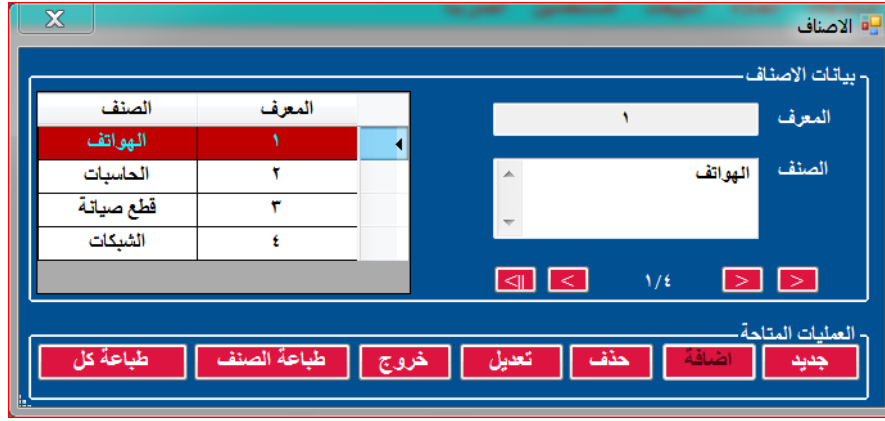 الاصناف
بيانات الاصناف
المعرف
١
الصنف
الهواتف
١/٤
المعرف الصنف
١ الهواتف
٢ الحاسبات
٣ قطع صيانة
٤ الشبكات
العمليات المتاحة
جديد اضافة حذف تعديل خروج طباعة الصنف طباعة كل